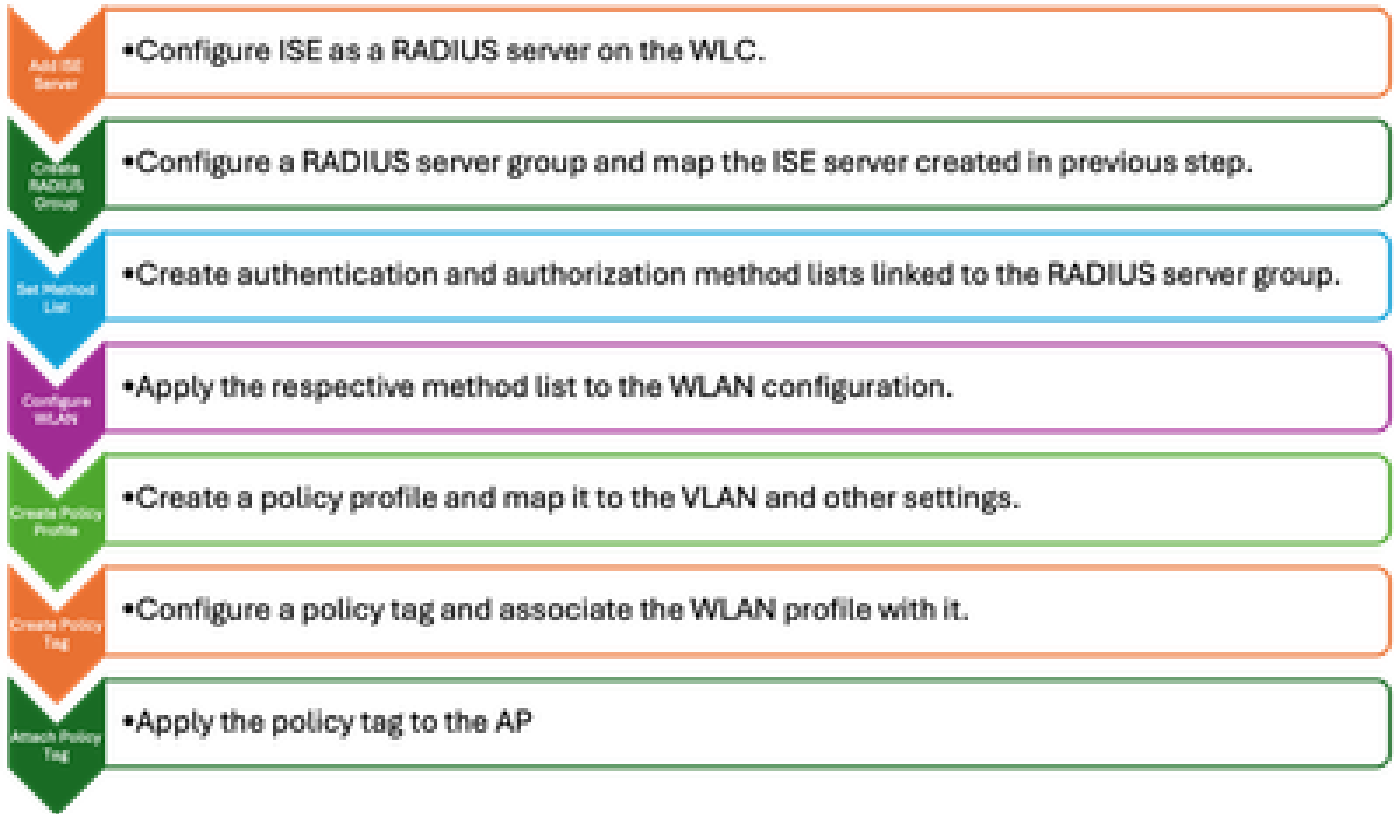 Add ISE
Server
•Configure ISE as a RADIUS server on the WLC.
Create
RADIUS
Group
•Configure a RADIUS server group and map the ISE server created in previous step.
Set Method
List
•Create authentication and authorization method lists linked to the RADIUS server group.
Configure
WLAN
•Apply the respective method list to the WLAN configuration.
Create Policy
Profile
•Create a policy profile and map it to the VLAN and other settings.
Create Policy
Tag
•Configure a policy tag and associate the WLAN profile with it.
Attach Policy
Tag
•Apply the policy tag to the AP